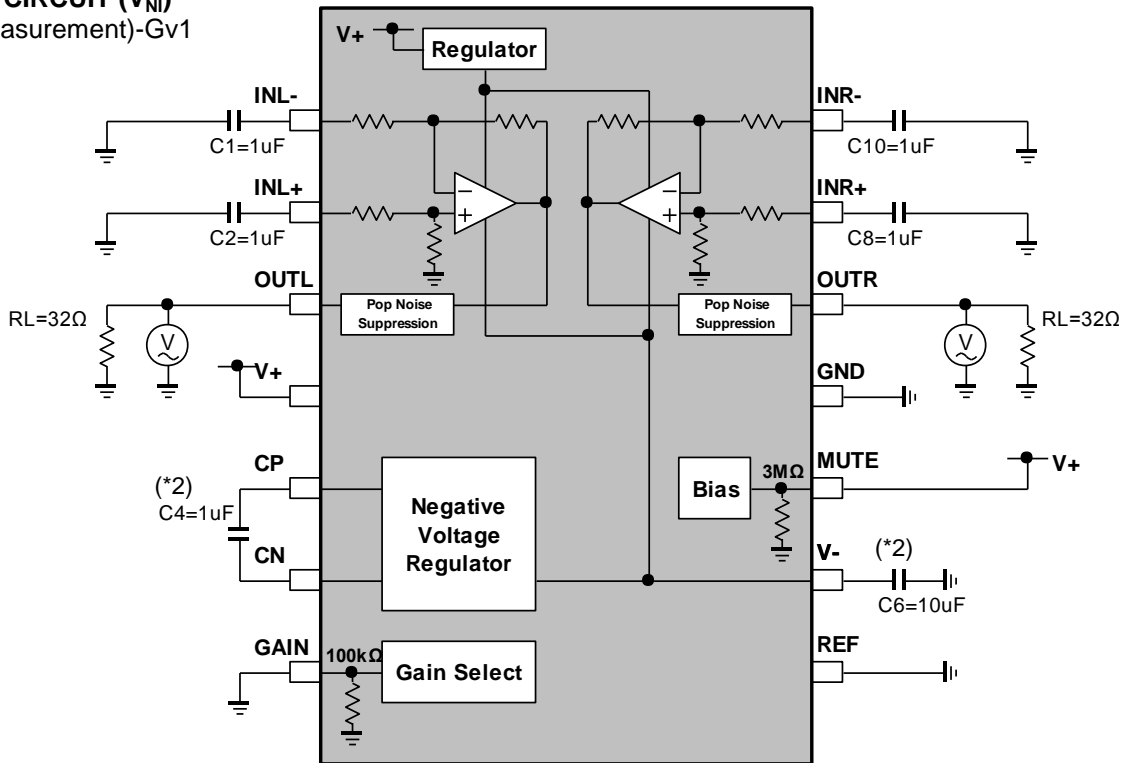 CIRCUIT (VNI)
asurement)-Gv1
V+
Regulator
INL-
INR-
C1=1uF
C10=1uF
INL+
INR+
−
+
−
+
C2=1uF
C8=1uF
OUTL
OUTR
Pop Noise
Suppression
Pop Noise
Suppression
RL=32Ω
V
V
RL=32Ω
V+
GND
CP
MUTE
3MΩ
V+
(*2)
C4=1uF
Negative
Voltage
Regulator
Bias
CN
V-
(*2)
C6=10uF
GAIN
100kΩ
Gain Select
REF